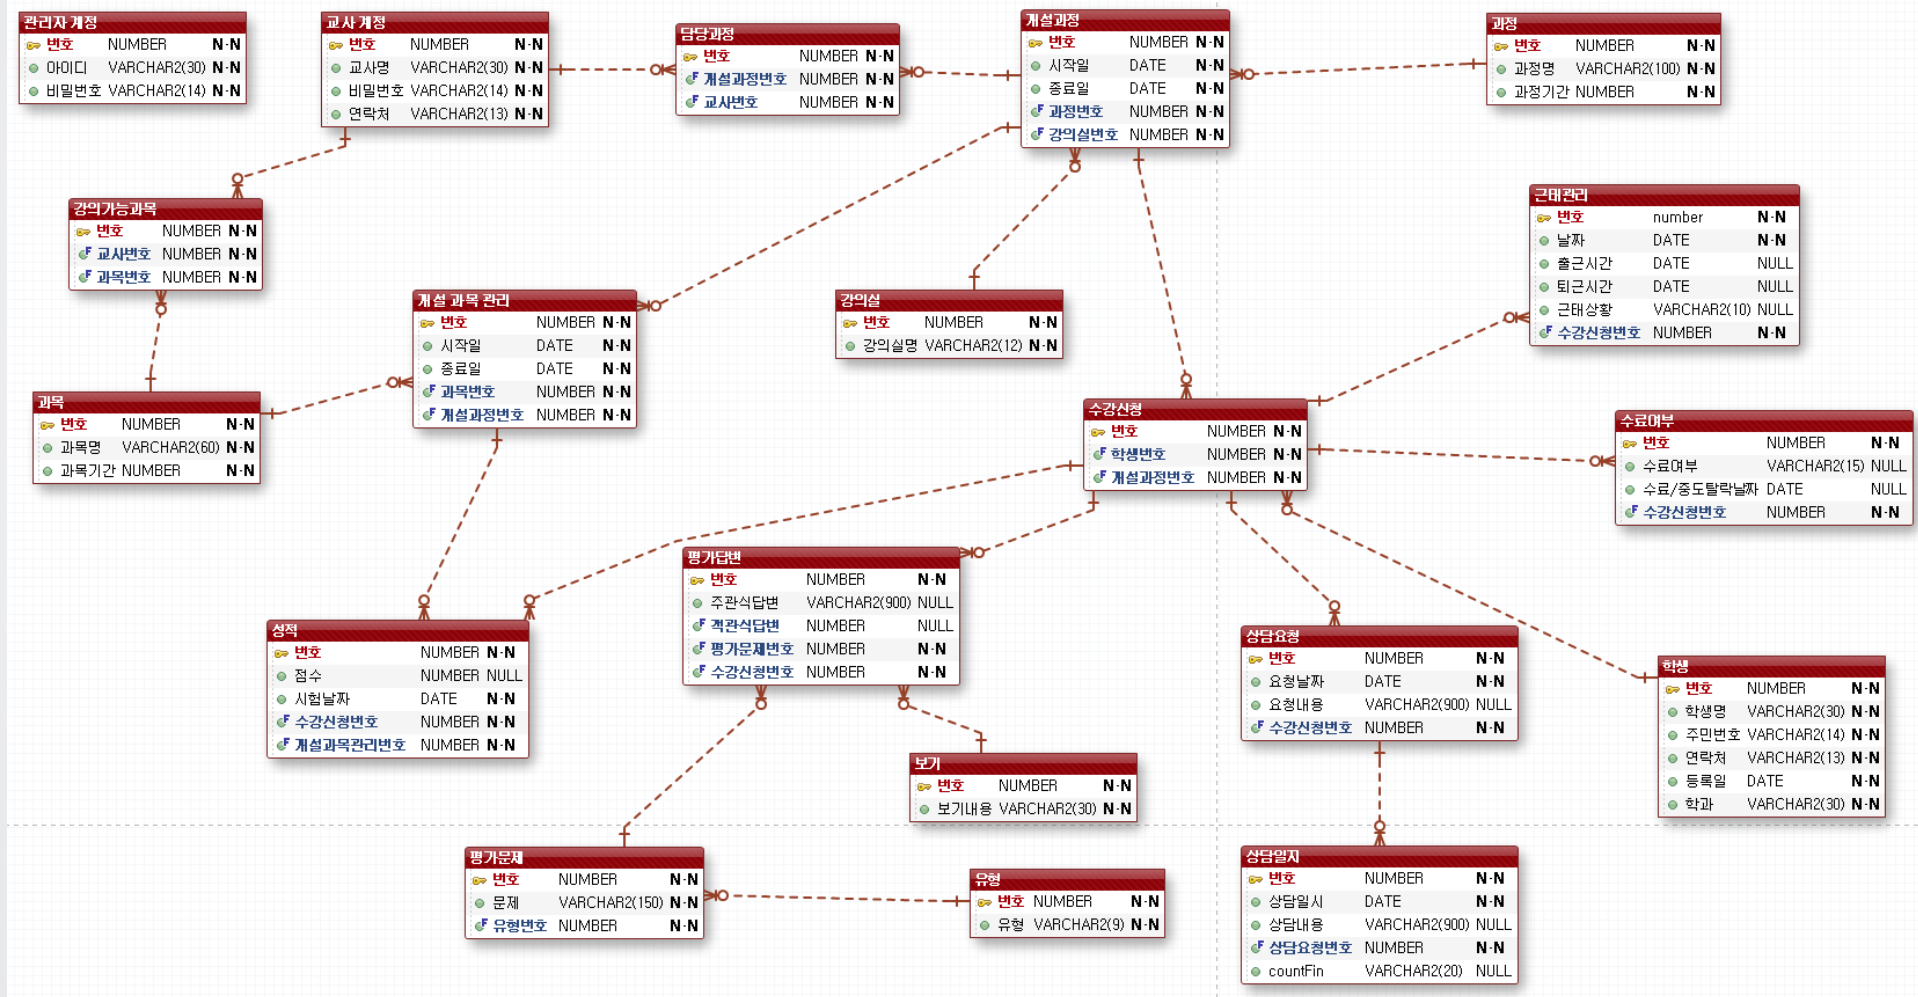 관리자 계정
번호 NUMBER N-N
아이디 VARCHAR2(30) N-N
비밀번호 VARCHAR2(14) N-N
교사 계정
번호 NUMBER N-N
교사명 VARCHAR2(30) N-N
비밀번호 VARCHAR2(14) N-N
연락처 VARCHAR2(13) N-N
담당과정
번호 NUMBER N-N
개설과정번호 NUMBER N-N
교사번호 NUMBER N-N
개설과정
번호 NUMBER N-N
시작일 DATE N-N
종료일 DATE N-N
과정번호 NUMBER N-N
강의실번호 NUMBER N-N
과정
번호 NUMBER N-N
과정명 VARCHAR2(100) N-N
과정기간 NUMBER N-N
강의가능과목
번호 NUMBER N-N
교사번호 NUMBER N-N
과목번호 NUMBER N-N
근태관리
번호 number N-N
날짜 DATE N-N
출근시간 DATE NULL
퇴근시간 DATE NULL
근태상황 VARCHAR2(10) NULL
수강신청번호 NUMBER N-N
개설 과목 관리
번호 NUMBER N-N
시작일 DATE N-N
종료일 DATE N-N
과목번호 NUMBER N-N
개설과정번호 NUMBER N-N
강의실
번호 NUMBER N-N
강의실명 VARCHAR2(12) N-N
과목
번호 NUMBER N-N
과목명 VARCHAR2(60) N-N
과목기간 NUMBER N-N
수강신청
번호 NUMBER N-N
학생번호 NUMBER N-N
개설과정번호 NUMBER N-N
수료여부
번호 NUMBER N-N
수료여부 VARCHAR2(15) NULL
수료/중도탈락날짜 DATE NULL
수강신청번호 NUMBER N-N
평가답변
번호 NUMBER N-N
주관식답변 VARCHAR2(900) NULL
객관식답변 NUMBER NULL
평가문제번호 NUMBER N-N
수강신청번호 NUMBER N-N
성적
번호 NUMBER N-N
점수 NUMBER NULL
시험날짜 DATE N-N
수강신청번호 NUMBER N-N
개설과목관리번호 NUMBER N-N
상담요청
번호 NUMBER N-N
요청날짜 DATE N-N
요청내용 VARCHAR2(900) NULL
수강신청번호 NUMBER N-N
학생
번호 NUMBER N-N
학생명 VARCHAR2(30) N-N
주민번호 VARCHAR2(14) N-N
연락처 VARCHAR2(13) N-N
등록일 DATE N-N
학과 VARCHAR2(30) N-N
보기
번호 NUMBER N-N
보기내용 VARCHAR2(30) N-N
평가문제
번호 NUMBER N-N
문제 VARCHAR2(150) N-N
유형번호 NUMBER N-N
유형
번호 NUMBER N-N
유형 VARCHAR2(9) N-N
상담일지
번호 NUMBER N-N
상담일시 DATE N-N
상담내용 VARCHAR2(900) NULL
상담요청번호 NUMBER N-N
countFin VARCHAR2(20) NULL